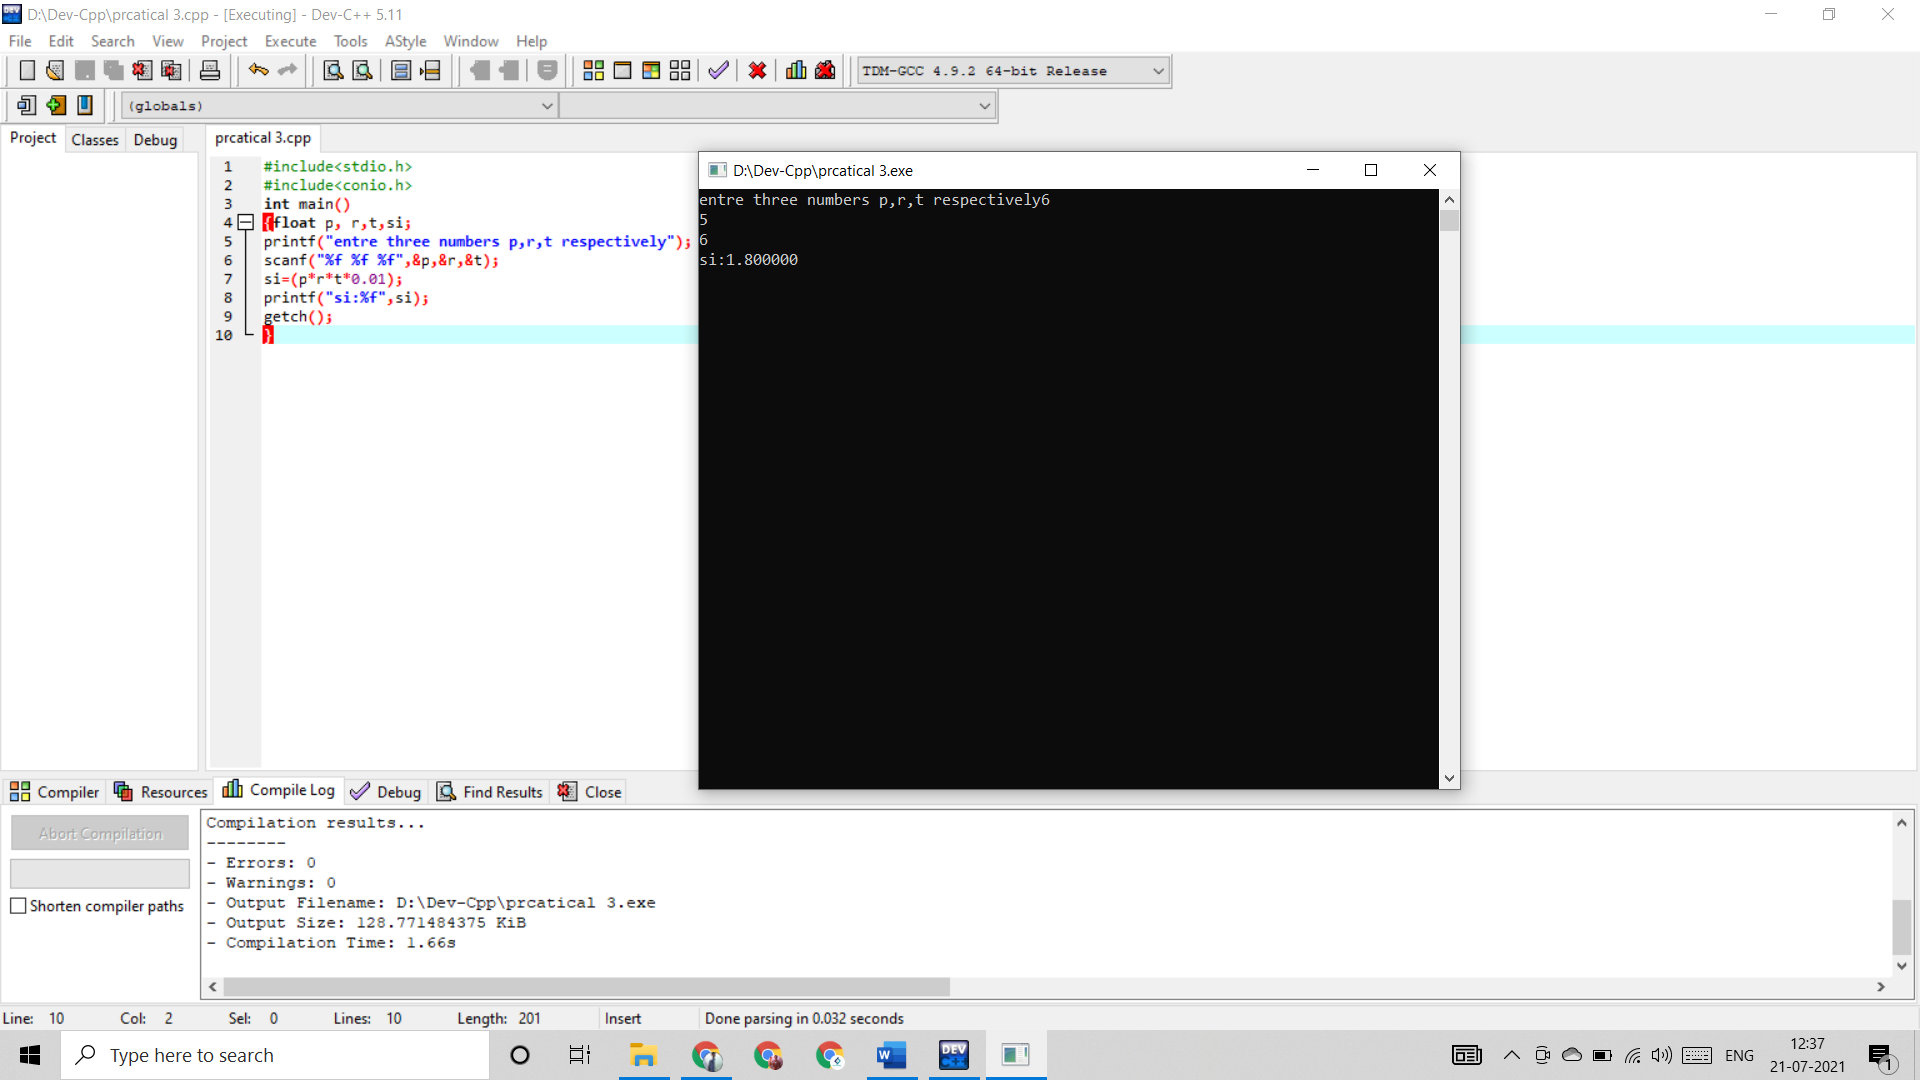 D:\Dev-Cpp\prcatical 3.cpp - [Executing] - Dev-C++ 5.11
File Edit Search View Project Execute Tools AStyle Window Help
TDM-GCC 4.9.2 64-bit Release
(globals)
Project Classes Debug
prcatical 3.cpp
1 #include<stdio.h>
2 #include<conio.h>
3 int main()
4 {float p, r,t,si;
5 printf("entre three numbers p,r,t respectively");
6 scanf("%f %f %f",&p,&r,&t);
7 si=(p*r*t*0.01);
8 printf("si:%f",si);
9 getch();
10 }
D:\Dev-Cpp\prcatical 3.exe
entre three numbers p,r,t respectively6
5
6
si:1.800000
Compiler Resources Compile Log Debug Find Results Close
Abort Compilation
Shorten compiler paths
Compilation results...
--------
- Errors: 0
- Warnings: 0
- Output Filename: D:\Dev-Cpp\prcatical 3.exe
- Output Size: 128.771484375 KiB
- Compilation Time: 1.66s
Line: 10 Col: 2 Sel: 0 Lines: 10 Length: 201 Insert Done parsing in 0.032 seconds
Type here to search
W
DEV C++
ENG
12:37
21-07-2021
1